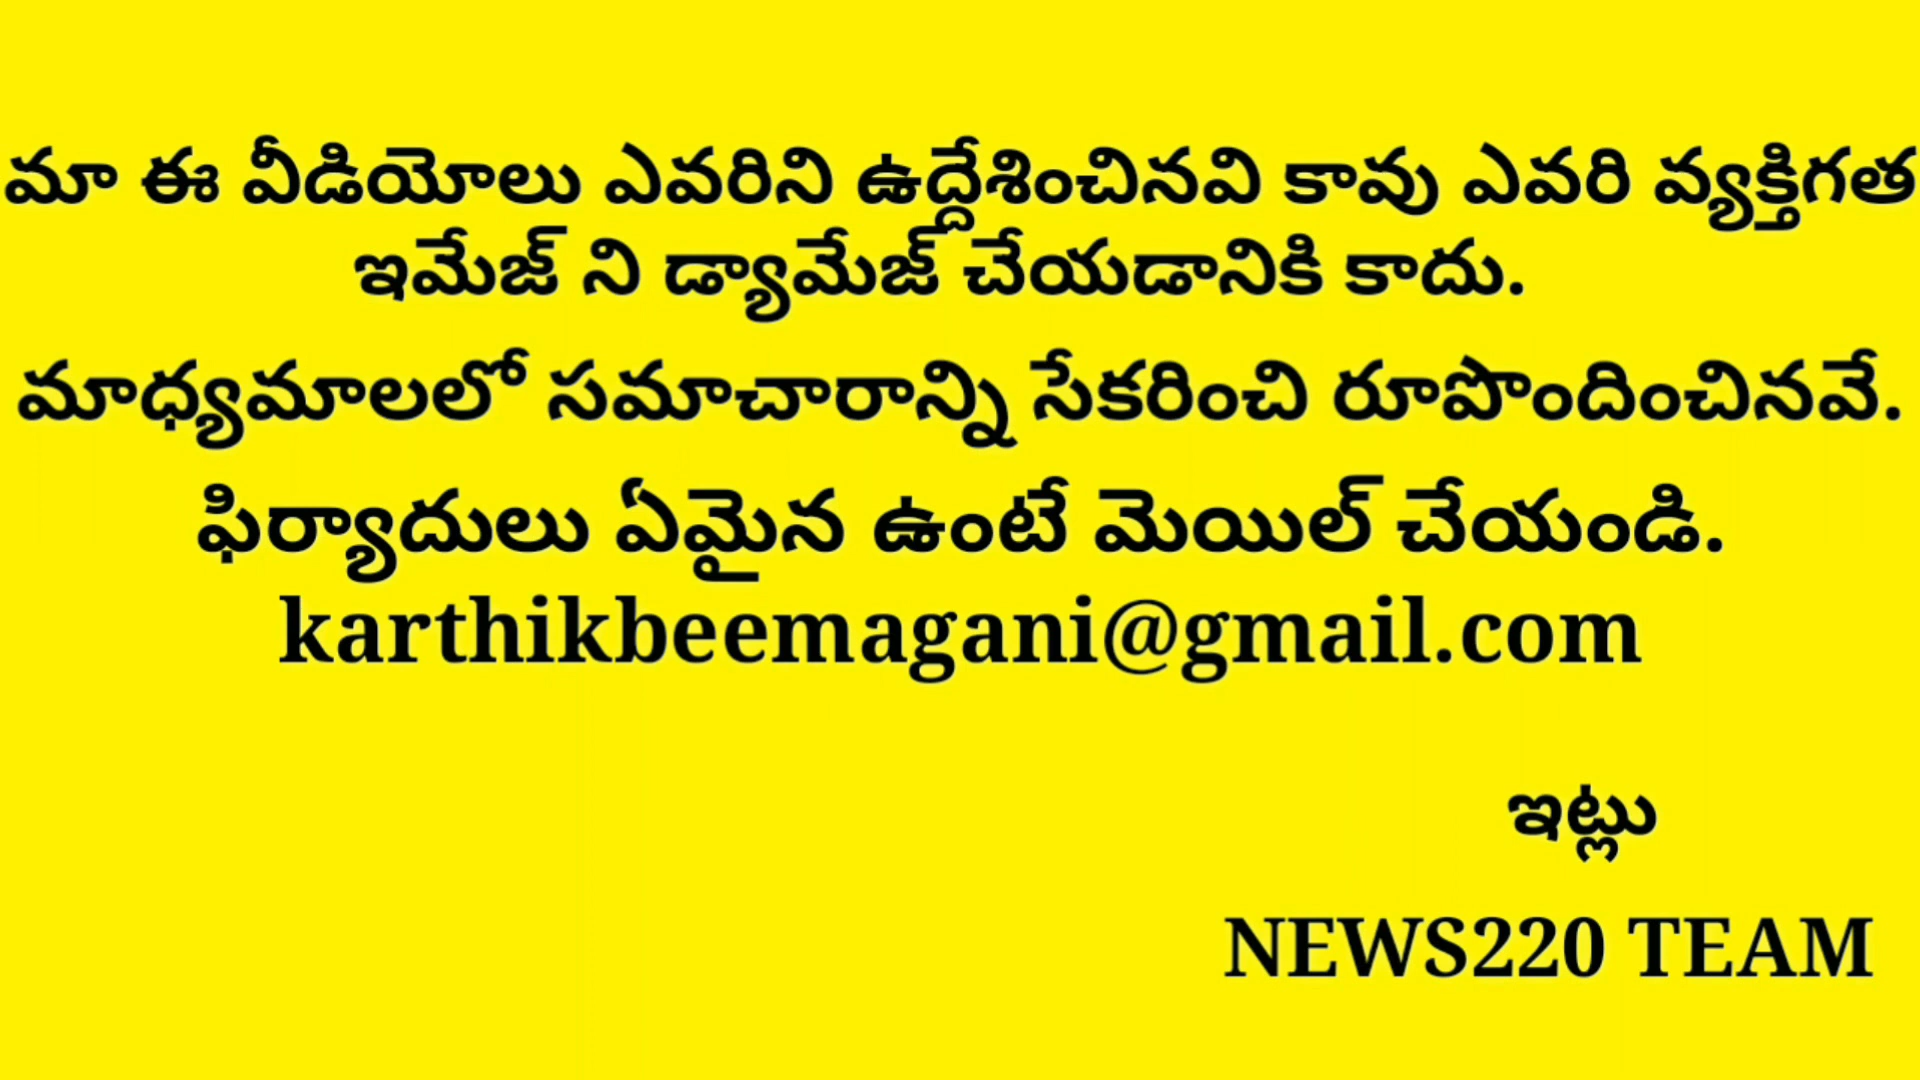 మా ఈ వీడియోలు ఎవరిని ఉద్దేశించినవి కావు ఎవరి వ్యక్తిగత
ఇమేజ్ ని డ్యామేజ్ చేయడానికి కాదు.
మాధ్యమాలలో సమాచారాన్ని సేకరించి రూపొందించినవే.
ఫిర్యాదులు ఏమైన ఉంటే మెయిల్ చేయండి.
karthikbeemagani@gmail.com
ఇట్లు
NEWS220 TEAM